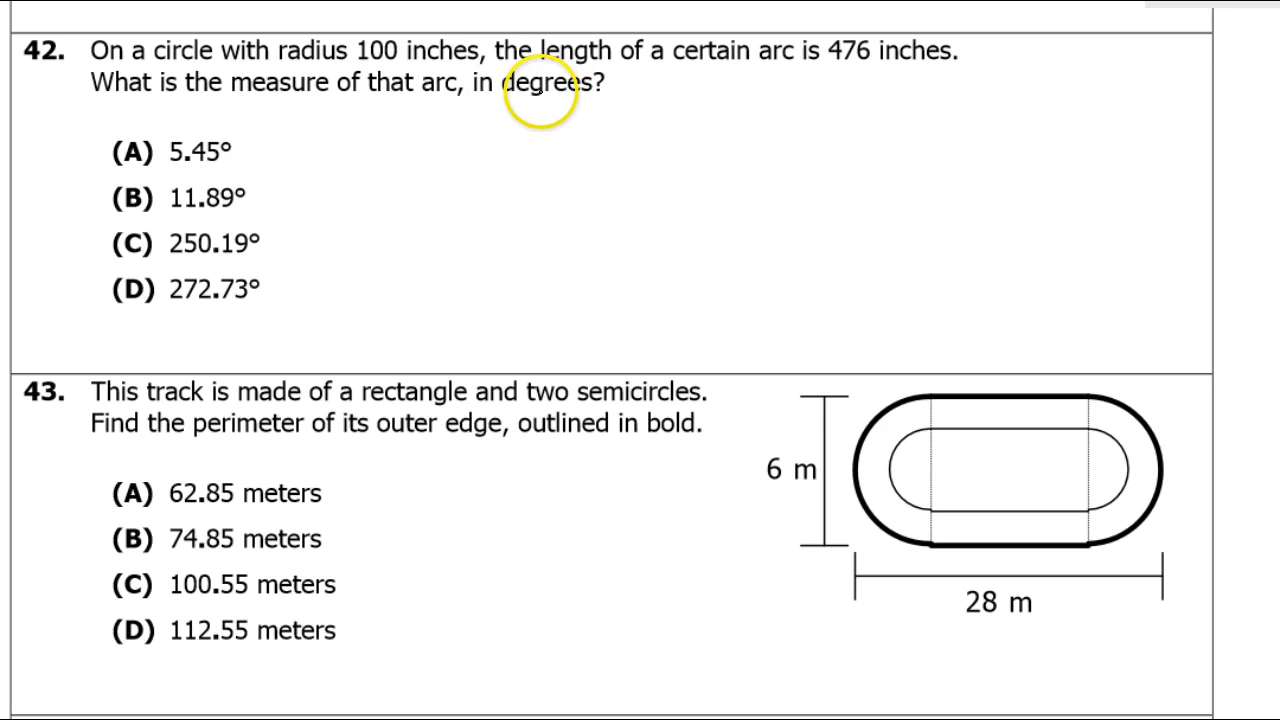 42. On a circle with radius 100 inches, the length of a certain arc is 476 inches.
What is the measure of that arc, in degrees?
(A) 5.45°
(B) 11.89°
(C) 250.19°
(D) 272.73°
43. This track is made of a rectangle and two semicircles.
Find the perimeter of its outer edge, outlined in bold.
(A) 62.85 meters
(B) 74.85 meters
(C) 100.55 meters
(D) 112.55 meters
6 m
28 m